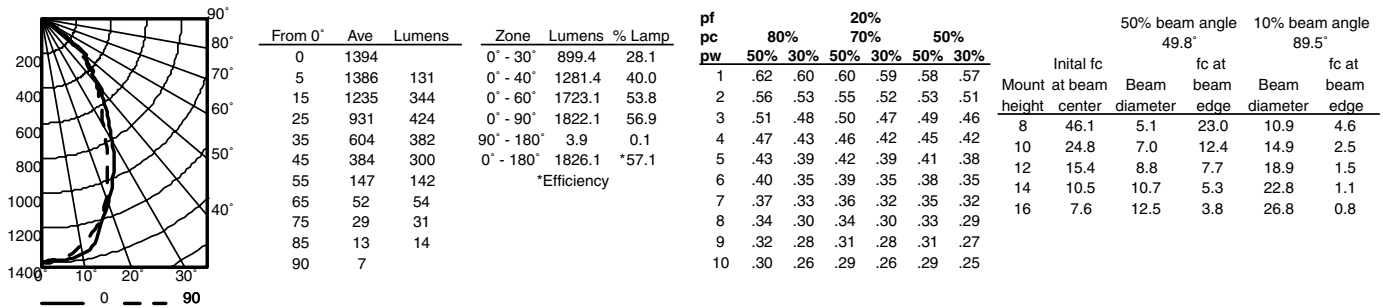 90˚
80˚
70˚
60˚
50˚
40˚
200
400
600
800
1000
1200
1400
0˚ 10˚ 20˚ 30˚
0 90
From 0˚ Ave Lumens
0 1394
5 1386 131
15 1235 344
25 931 424
35 604 382
45 384 300
55 147 142
65 52 54
75 29 31
85 13 14
90 7
Zone Lumens % Lamp
0˚ - 30˚ 899.4 28.1
0˚ - 40˚ 1281.4 40.0
0˚ - 60˚ 1723.1 53.8
0˚ - 90˚ 1822.1 56.9
90˚ - 180˚ 3.9 0.1
0˚ - 180˚ 1826.1 *57.1
*Efficiency
pf 20%
pc 80% 70% 50%
pw 50% 30% 50% 30% 50% 30%
1 .62 .60 .60 .59 .58 .57
2 .56 .53 .55 .52 .53 .51
3 .51 .48 .50 .47 .49 .46
4 .47 .43 .46 .42 .45 .42
5 .43 .39 .42 .39 .41 .38
6 .40 .35 .39 .35 .38 .35
7 .37 .33 .36 .32 .35 .32
8 .34 .30 .34 .30 .33 .29
9 .32 .28 .31 .28 .31 .27
10 .30 .26 .29 .26 .29 .25
50% beam angle 10% beam angle
49.8˚ 89.5˚
Inital fc fc at fc at
Mount at beam Beam beam Beam beam
height center diameter edge diameter edge
8 46.1 5.1 23.0 10.9 4.6
10 24.8 7.0 12.4 14.9 2.5
12 15.4 8.8 7.7 18.9 1.5
14 10.5 10.7 5.3 22.8 1.1
16 7.6 12.5 3.8 26.8 0.8